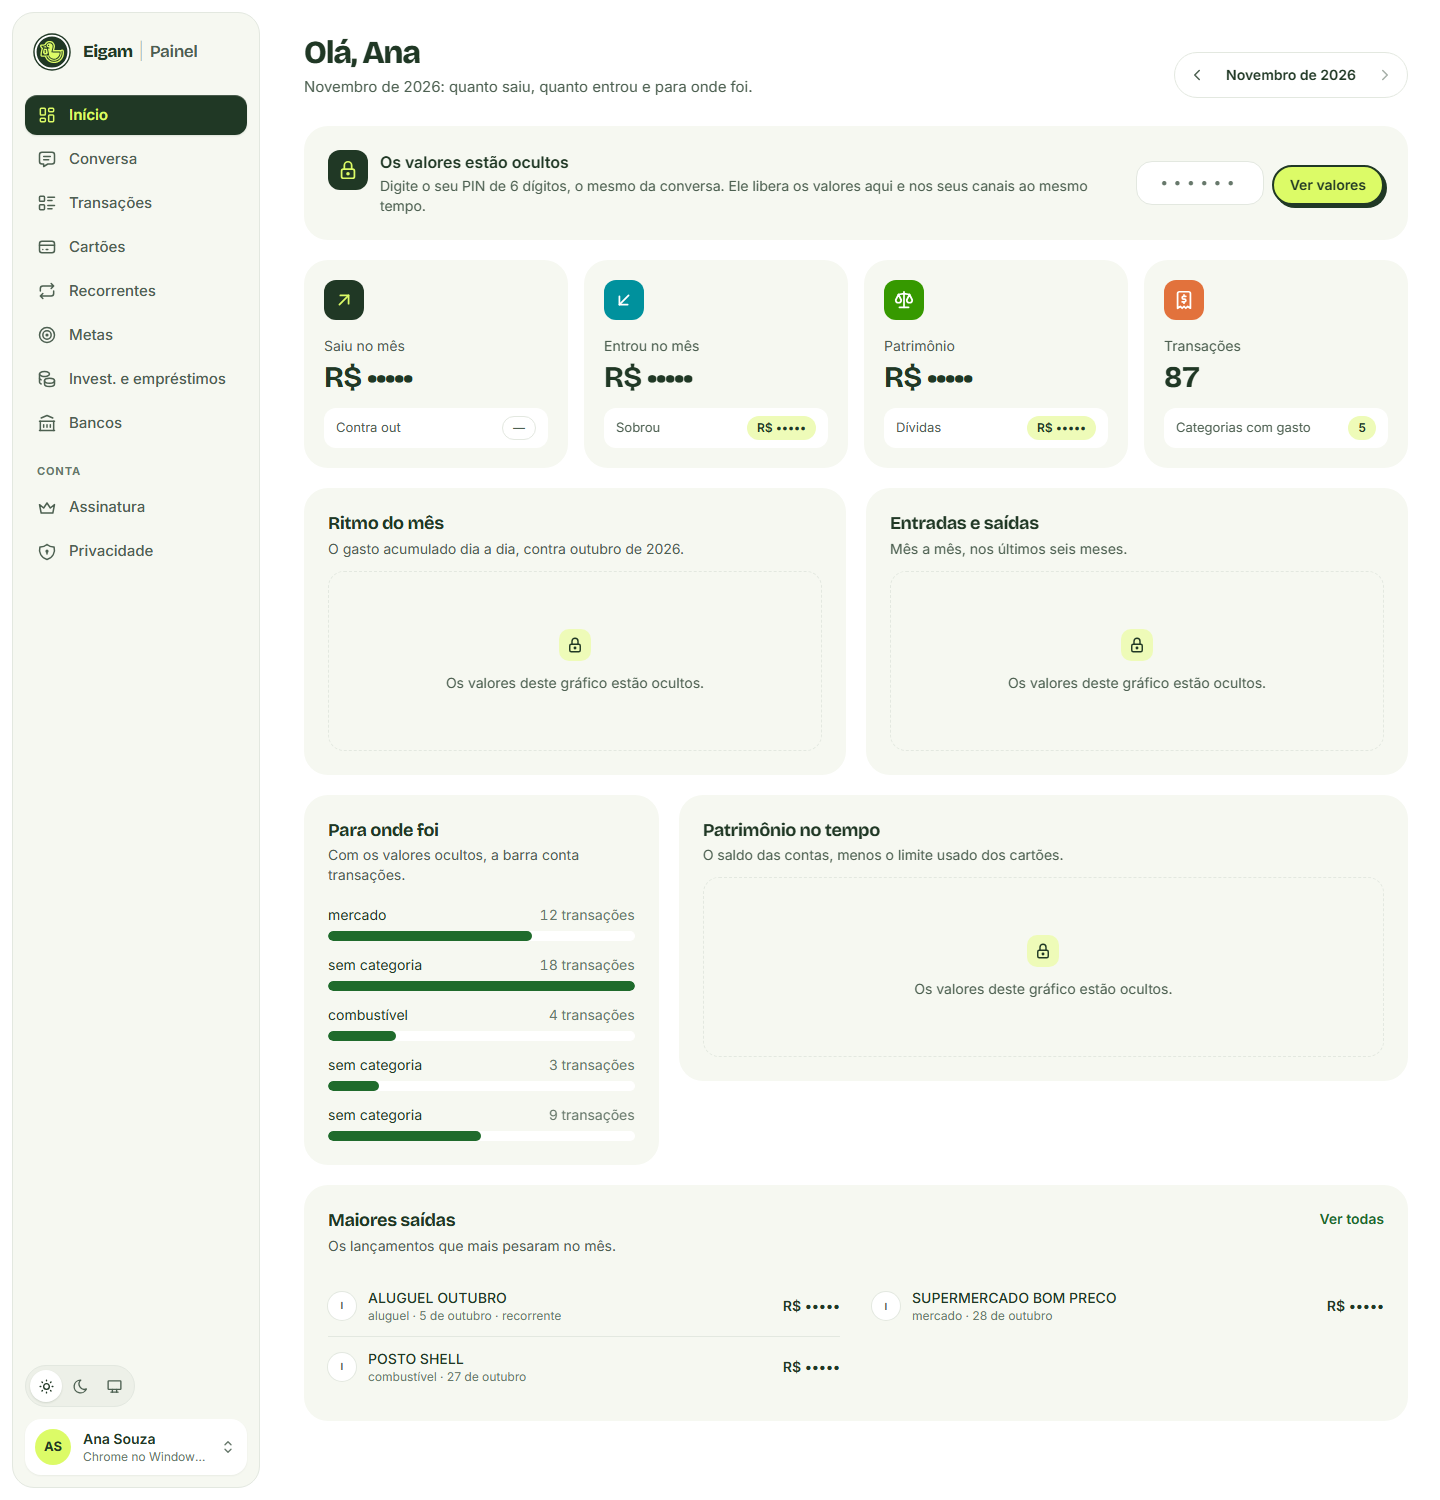 Eigam | Painel
Início
Conversa
Transações
Cartões
Recorrentes
Metas
Invest. e empréstimos
Bancos
CONTA
Assinatura
Privacidade
AS
Ana Souza
Chrome no Window...
Olá, Ana
Novembro de 2026: quanto saiu, quanto entrou e para onde foi.
Novembro de 2026
Os valores estão ocultos
Digite o seu PIN de 6 dígitos, o mesmo da conversa. Ele libera os valores aqui e nos seus canais ao mesmo
tempo.
••••••
Ver valores
Saiu no mês
R$ •••••
Contra out
—
Entrou no mês
R$ •••••
Sobrou
R$ •••••
Patrimônio
R$ •••••
Dívidas
R$ •••••
Transações
87
Categorias com gasto
5
Ritmo do mês
O gasto acumulado dia a dia, contra outubro de 2026.
Os valores deste gráfico estão ocultos.
Entradas e saídas
Mês a mês, nos últimos seis meses.
Os valores deste gráfico estão ocultos.
Para onde foi
Com os valores ocultos, a barra conta
transações.
mercado 12 transações
sem categoria 18 transações
combustível 4 transações
sem categoria 3 transações
sem categoria 9 transações
Patrimônio no tempo
O saldo das contas, menos o limite usado dos cartões.
Os valores deste gráfico estão ocultos.
Maiores saídas
Ver todas
Os lançamentos que mais pesaram no mês.
I
ALUGUEL OUTUBRO
aluguel · 5 de outubro · recorrente
R$ •••••
I
SUPERMERCADO BOM PRECO
mercado · 28 de outubro
R$ •••••
I
POSTO SHELL
combustível · 27 de outubro
R$ •••••